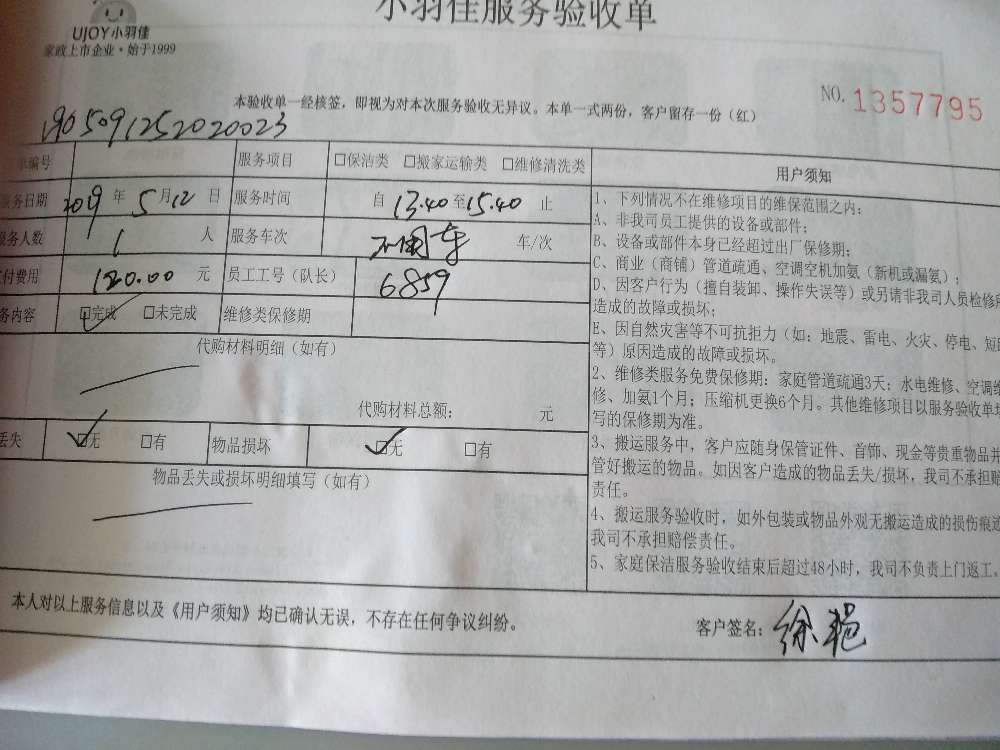 小羽佳服务验收单
UJOY小羽佳
家政上市企业·始于1999
本验收单一经核签，即视为对本次服务验收无异议。本单一式两份，客户留存一份（红）
NO. 1357795
1905091252020023
单编号 服务项目 □保洁类 □搬家运输类 □维修清洗类
服务日期 2019年5月12日 服务时间 自13.40至15.40止
服务人数 1人 服务车次 不用车 车/次
付费用 120.00元 员工工号（队长） 6859
务内容 □完成 □未完成 维修类保修期
代购材料明细（如有）
代购材料总额： 元
丢失 □无 □有 物品损坏 □无 □有
物品丢失或损坏明细填写（如有）
用户须知
1、下列情况不在维修项目的维保范围之内：
A、非我司员工提供的设备或部件；
B、设备或部件本身已经超过出厂保修期；
C、商业（商铺）管道疏通、空调空机加氨（新机或漏氨）；
D、因客户行为（擅自装卸、操作失误等）或另请非我司人员检修所
造成的故障或损坏；
E、因自然灾害等不可抗拒力（如：地震、雷电、火灾、停电、短
等）原因造成的故障或损坏。
2、维修类服务免费保修期：家庭管道疏通3天；水电维修、空调维
修、加氨1个月；压缩机更换6个月。其他维修项目以服务验收单填
写的保修期为准。
3、搬运服务中，客户应随身保管证件、首饰、现金等贵重物品并
管好搬运的物品。如因客户造成的物品丢失/损坏，我司不承担赔
责任。
4、搬运服务验收时，如外包装或物品外观无搬运造成的损伤痕迹
我司不承担赔偿责任。
5、家庭保洁服务验收结束后超过48小时，我司不负责上门返工。
本人对以上服务信息以及《用户须知》均已确认无误，不存在任何争议纠纷。
客户签名：徐艳